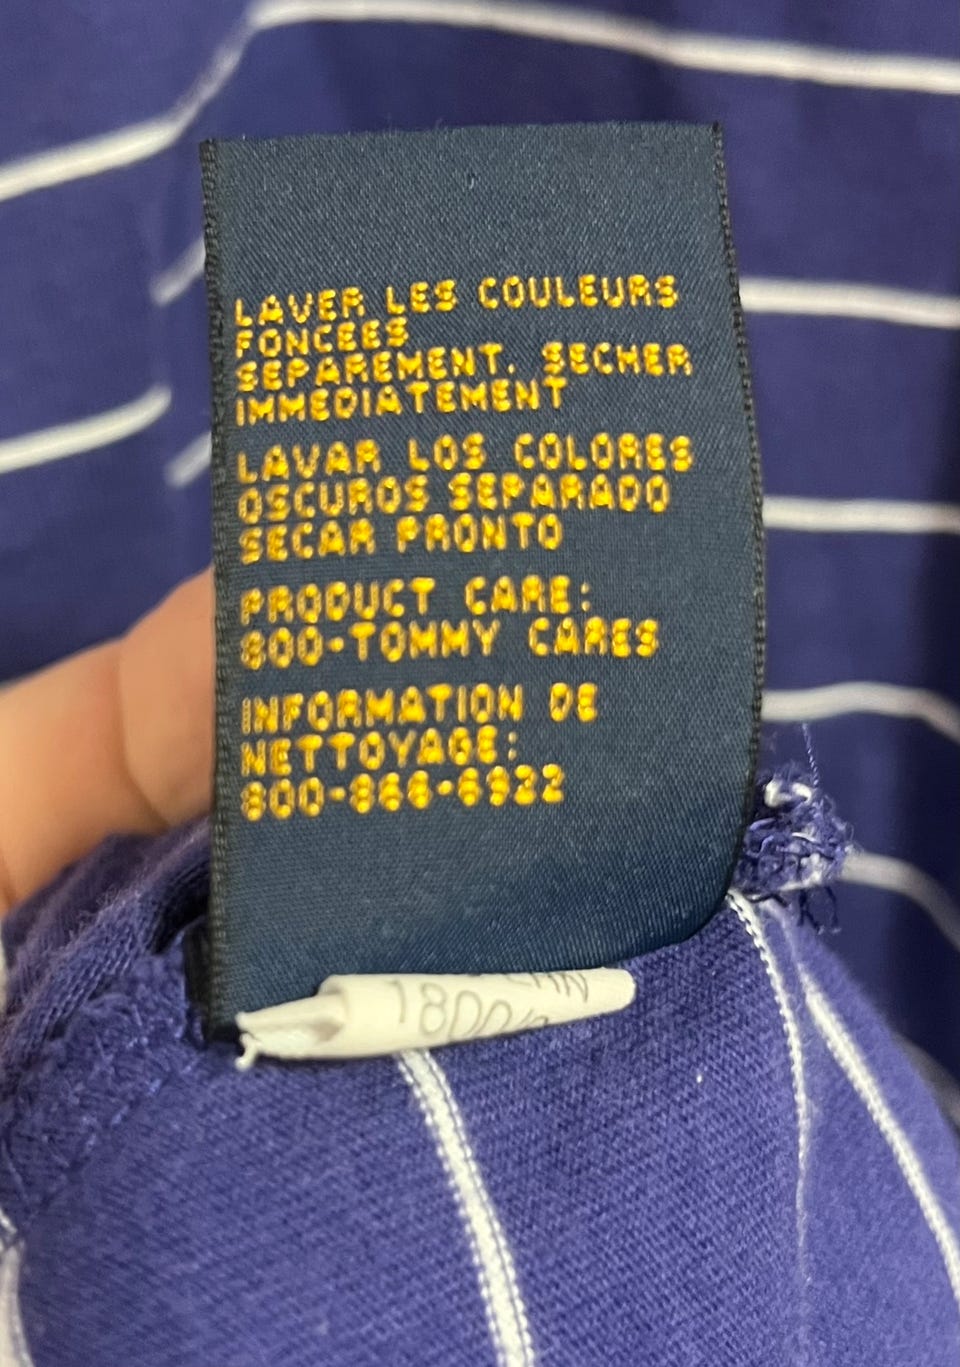 LAVER LES COULEURS
FONCEES
SEPAREMENT. SECHER
IMMEDIATEMENT
LAVAR LOS COLORES
OSCUROS SEPARADO
SECAR PRONTO
PRODUCT CARE:
800-TOMMY CARES
INFORMATION DE
NETTOYAGE:
800-866-6922